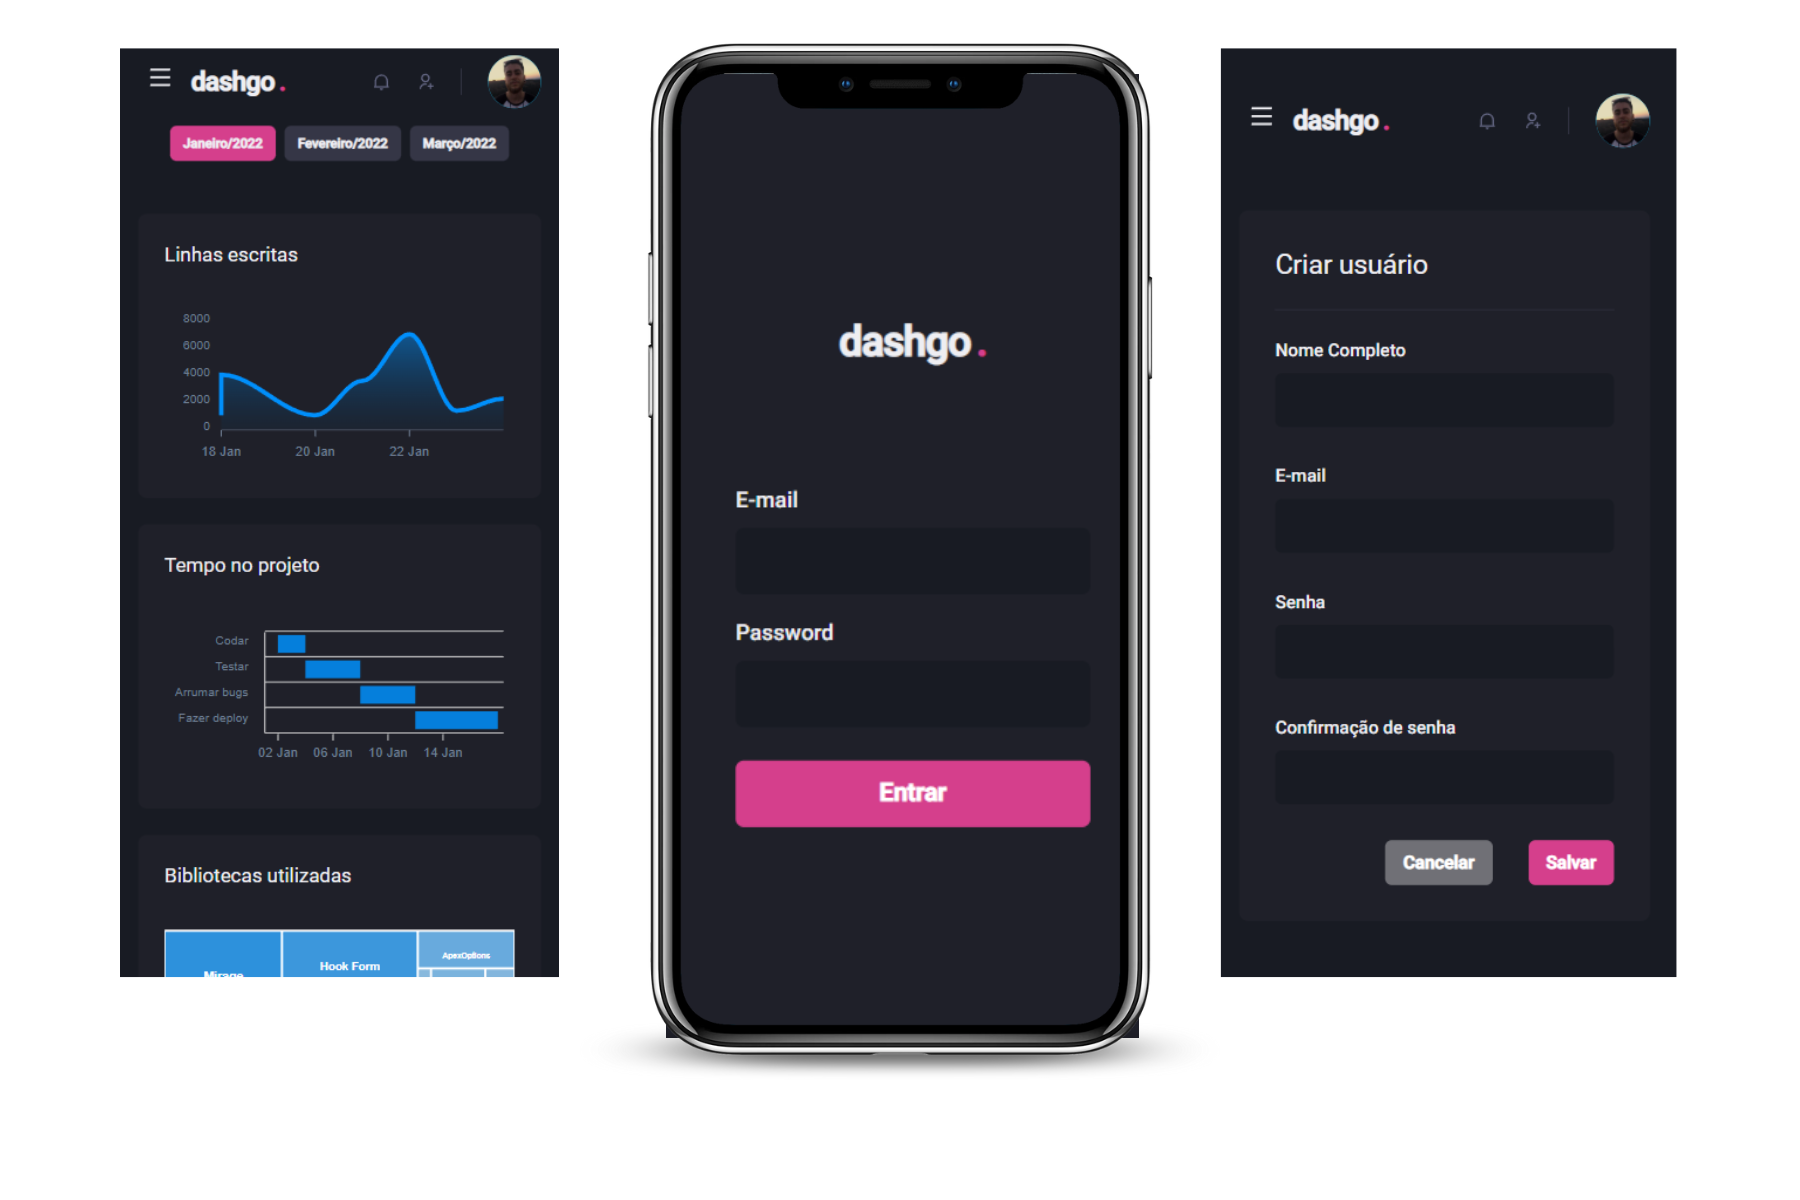 dashgo.
Janeiro/2022 Fevereiro/2022 Março/2022
Linhas escritas
8000
6000
4000
2000
0
18 Jan 20 Jan 22 Jan
Tempo no projeto
Codar
Testar
Arrumar bugs
Fazer deploy
02 Jan 06 Jan 10 Jan 14 Jan
Bibliotecas utilizadas
Mirage Hook Form ApexOptions
dashgo.
E-mail
Password
Entrar
dashgo.
Criar usuário
Nome Completo
E-mail
Senha
Confirmação de senha
Cancelar Salvar